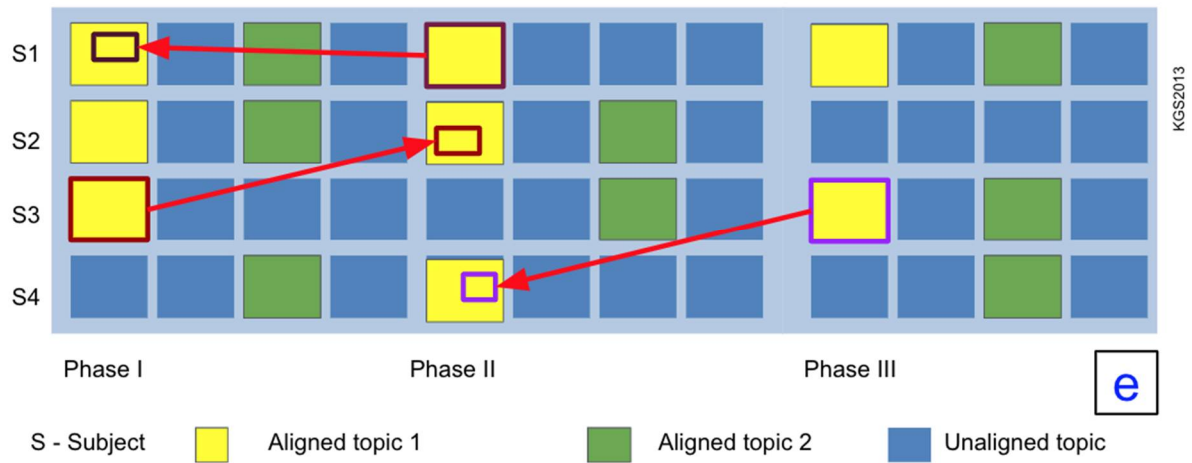 S1
S2
S3
S4
KGS2013
Phase I Phase II Phase III
e
S - Subject Aligned topic 1 Aligned topic 2 Unaligned topic